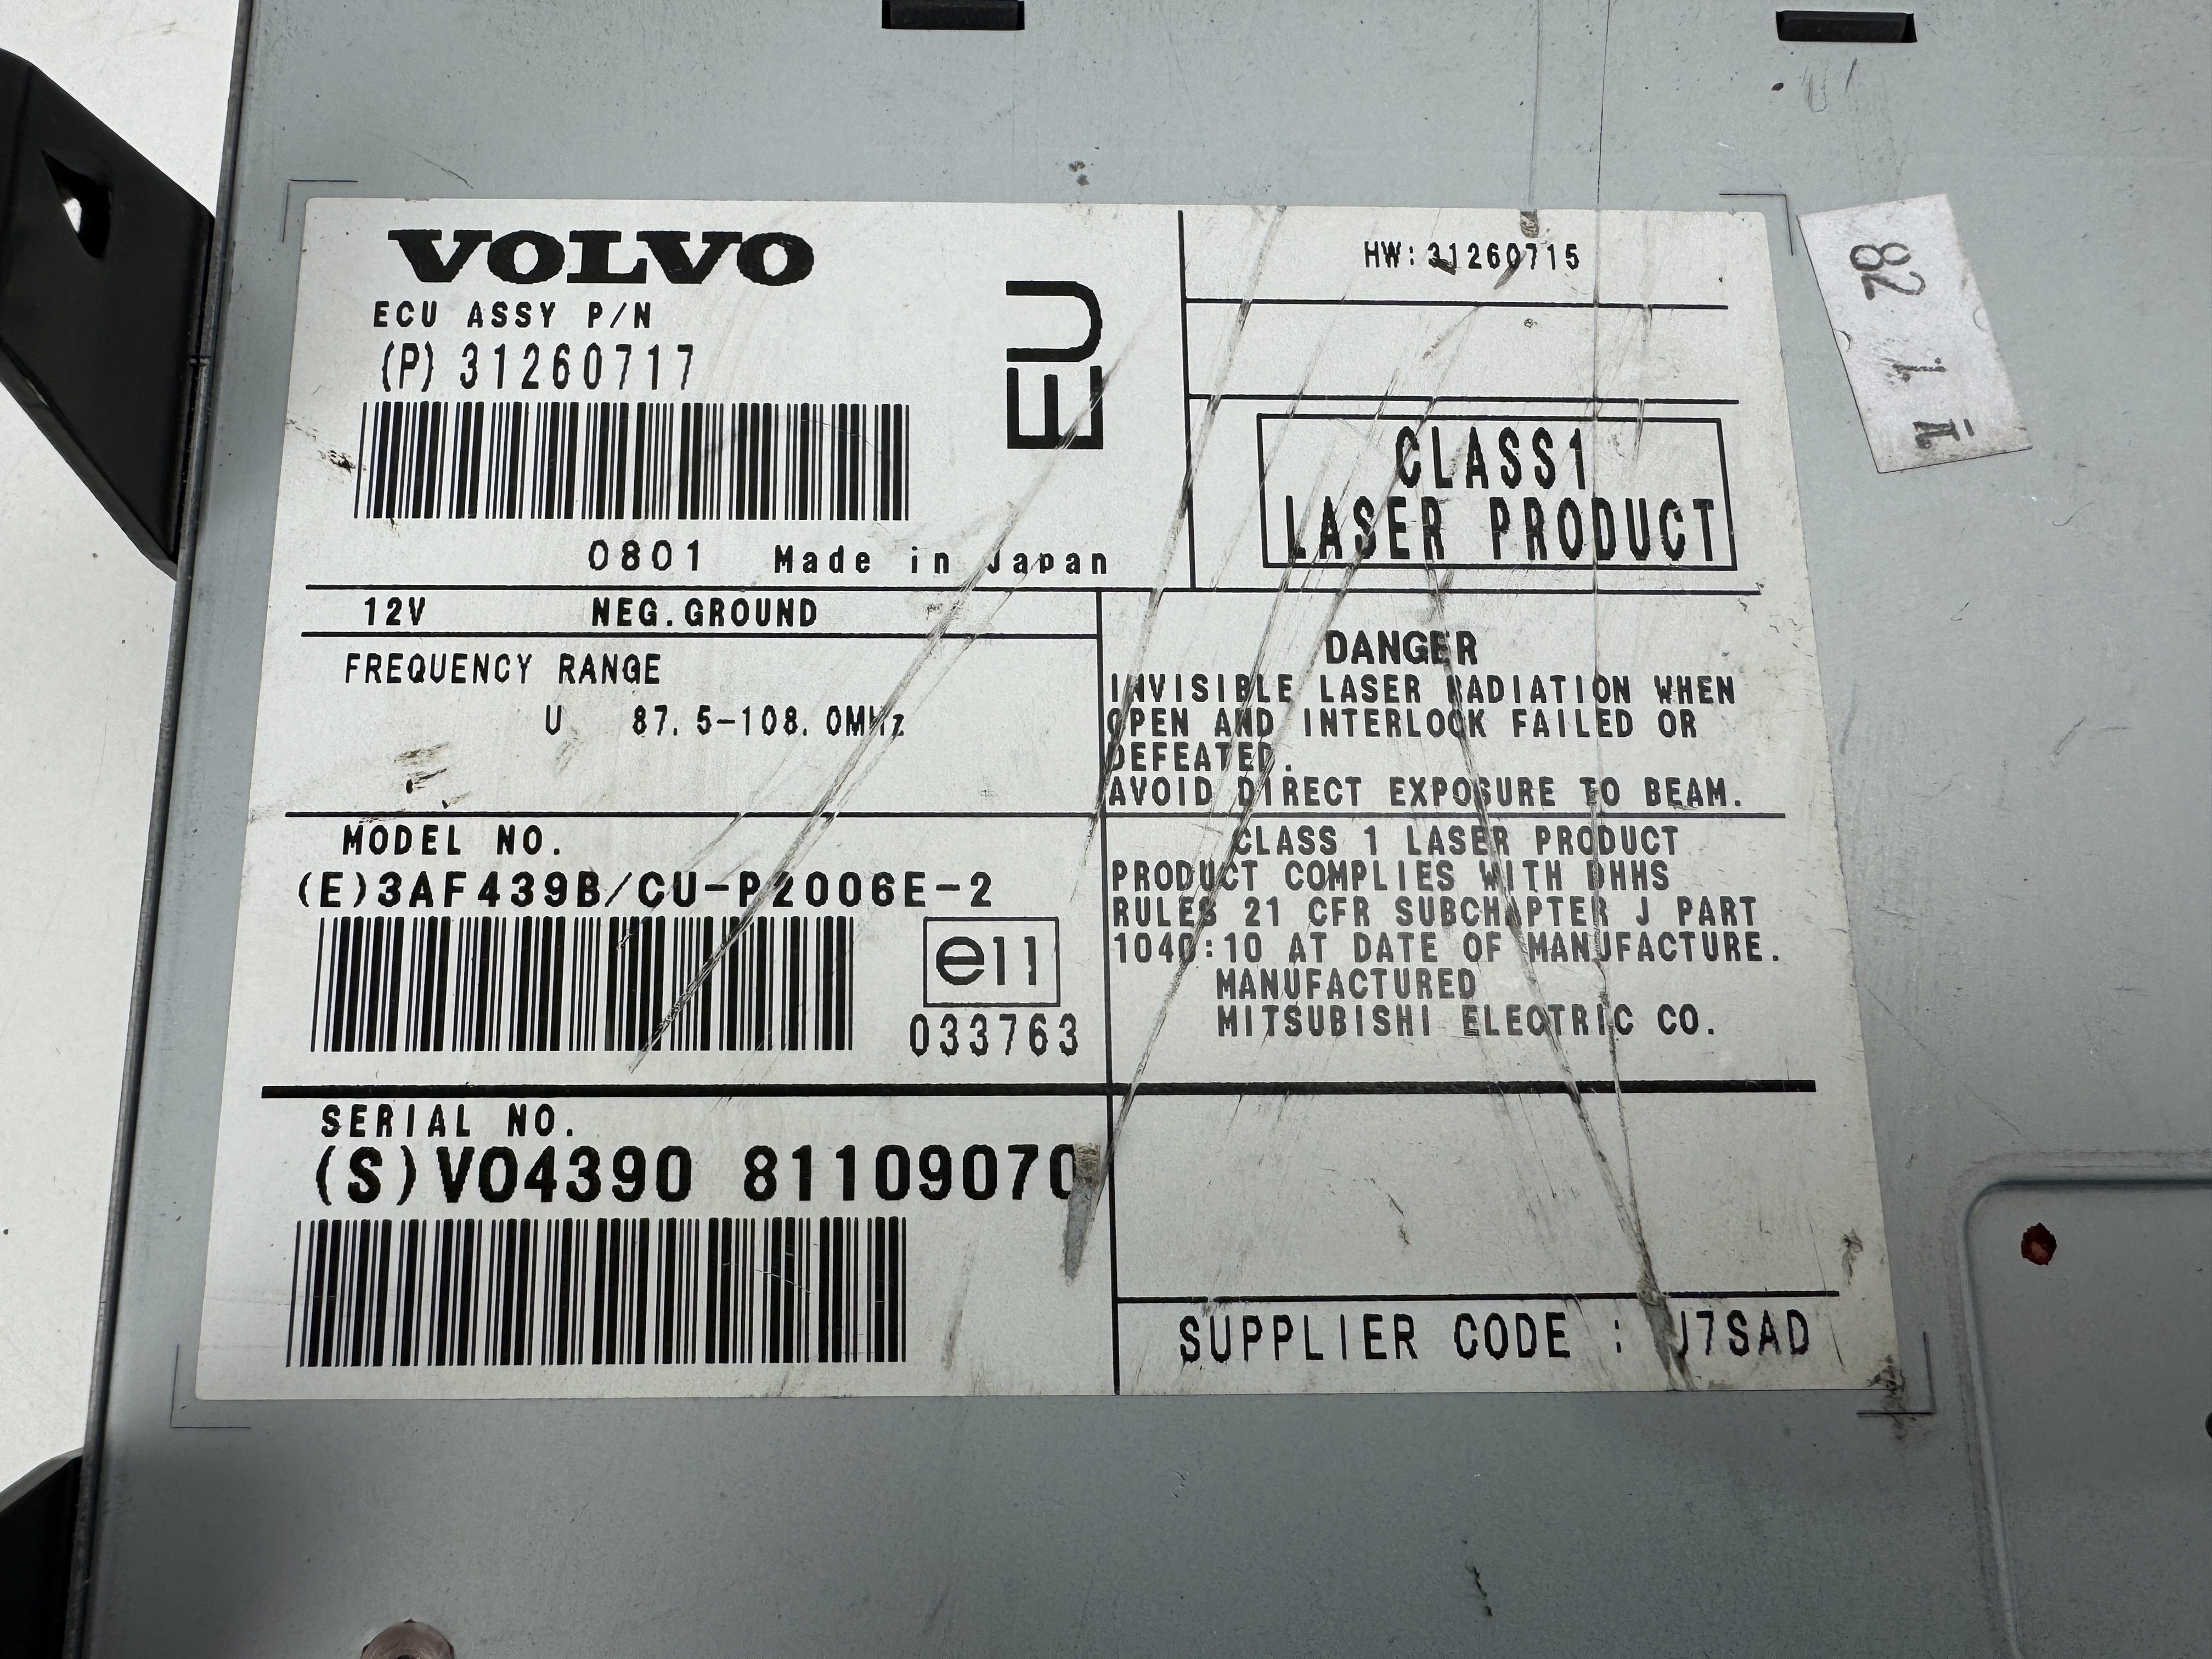 VOLVO
ECU ASSY P/N
(P) 31260717
EU
0801 Made in Japan
HW: 31260715
CLASS1
LASER PRODUCT
12V NEG.GROUND
FREQUENCY RANGE
U 87.5-108.0MHz
DANGER
INVISIBLE LASER RADIATION WHEN
OPEN AND INTERLOCK FAILED OR
DEFEATED.
AVOID DIRECT EXPOSURE TO BEAM.
MODEL NO.
(E)3AF439B/CU-P2006E-2
e11
033763
CLASS 1 LASER PRODUCT
PRODUCT COMPLIES WITH DHHS
RULES 21 CFR SUBCHAPTER J PART
1040:10 AT DATE OF MANUFACTURE.
MANUFACTURED
MITSUBISHI ELECTRIC CO.
SERIAL NO.
(S)VO4390 81109070
SUPPLIER CODE : J7SAD
28